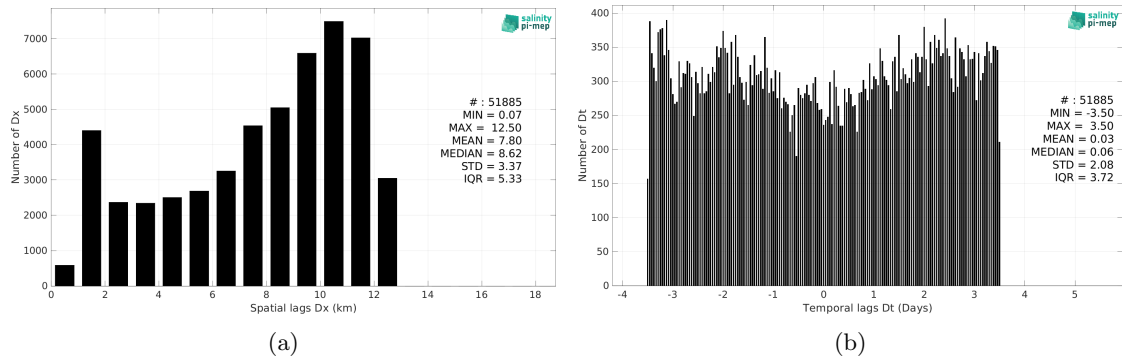 salinity
pi-mep
7000
6000
5000
4000
3000
2000
1000
0
Number of Dx
# : 51885
MIN = 0.07
MAX = 12.50
MEAN = 7.80
MEDIAN = 8.62
STD = 3.37
IQR = 5.33
0 2 4 6 8 10 12 14 16 18
Spatial lags Dx (km)
(a)
salinity
pi-mep
400
350
300
250
200
150
100
50
0
Number of Dt
# : 51885
MIN = -3.50
MAX = 3.50
MEAN = 0.03
MEDIAN = 0.06
STD = 2.08
IQR = 3.72
-4 -3 -2 -1 0 1 2 3 4 5
Temporal lags Dt (Days)
(b)